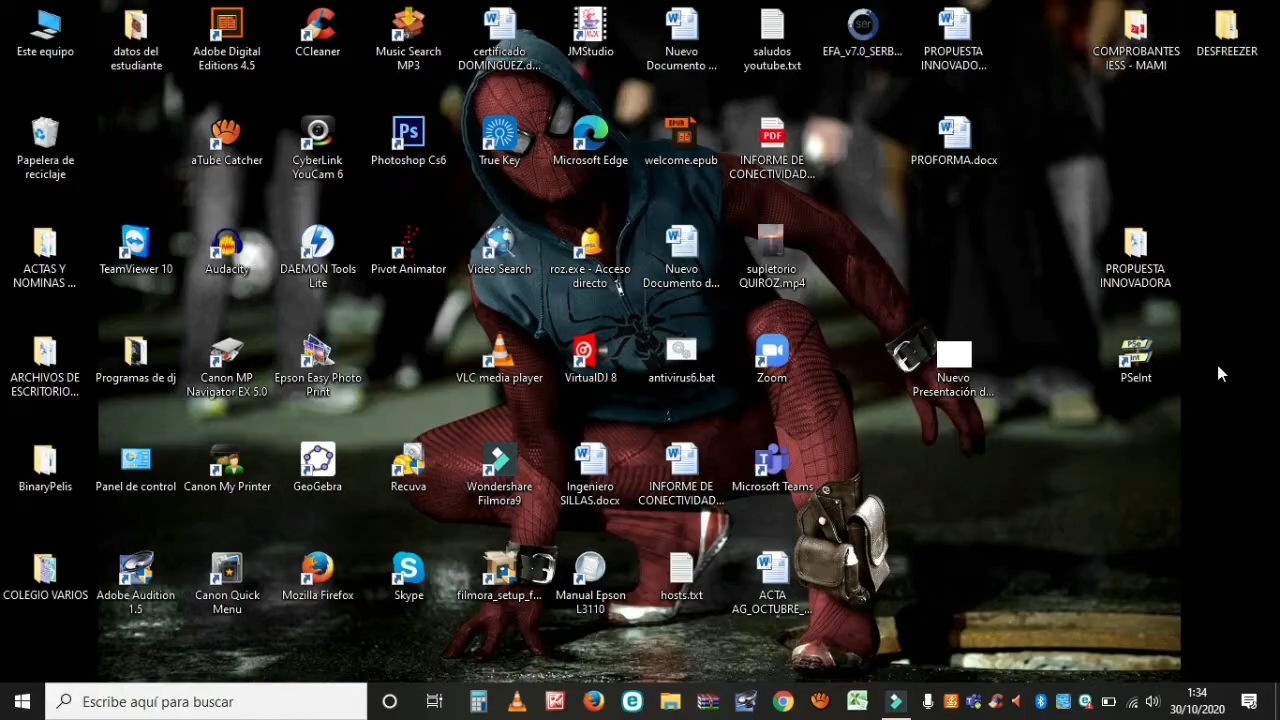 Este equipo
datos del
estudiante
Adobe Digital
Editions 4.5
CCleaner
Music Search
MP3
certificado
DOMINGUEZ.d...
JMStudio
Nuevo
Documento ...
saludos
youtube.txt
EFA_v7.0_SERB...
PROPUESTA
INNOVADO...
COMPROBANTES
IESS - MAMI
DESFREEZER
Papelera de
reciclaje
aTube Catcher
CyberLink
YouCam 6
Photoshop Cs6
True Key
Microsoft Edge
welcome.epub
INFORME DE
CONECTIVIDAD...
PROFORMA.docx
ACTAS Y
NOMINAS ...
TeamViewer 10
Audacity
DAEMON Tools
Lite
Pivot Animator
Video Search
roz.exe - Acceso
directo
Nuevo
Documento d...
supletorio
QUIROZ.mp4
PROPUESTA
INNOVADORA
ARCHIVOS DE
ESCRITORIO...
Programas de dj
Canon MP
Navigator EX 5.0
Epson Easy Photo
Print
VLC media player
VirtualDJ 8
antivirus6.bat
Zoom
Nuevo
Presentación d...
PSeInt
BinaryPelis
Panel de control
Canon My Printer
GeoGebra
Recuva
Wondershare
Filmora9
Ingeniero
SILLAS.docx
INFORME DE
CONECTIVIDAD...
Microsoft Teams
COLEGIO VARIOS
Adobe Audition
1.5
Canon Quick
Menu
Mozilla Firefox
Skype
filmora_setup_f...
Manual Epson
L3110
hosts.txt
ACTA
AG_OCTUBRE_...
Escribe aquí para buscar
1:34
30/10/2020